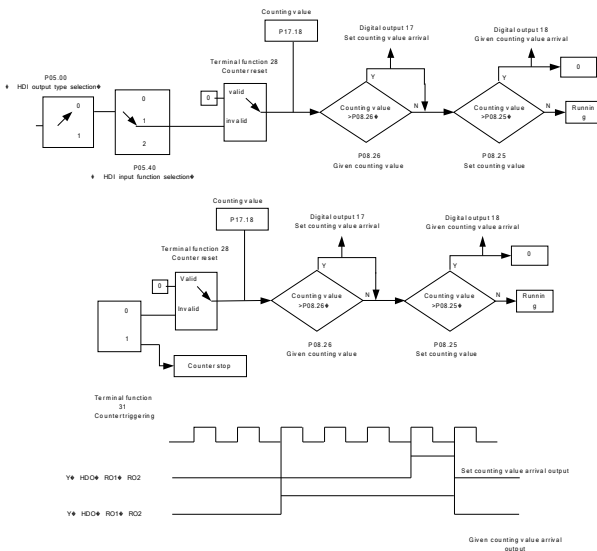 Counting value
P17.18
Digital output 17
Set counting value arrival
Digital output 18
Given counting value arrival
P05.00
HDI output type selection
Terminal function 28
Counter reset
0
1
0
1
2
0
valid
invalid
Y
N
Counting value
>P08.26
Y
N
Counting value
>P08.25
0
Runnin
g
P08.26
Given counting value
P08.25
Set counting value
P05.40
HDI input function selection
Counting value
P17.18
Digital output 17
Set counting value arrival
Digital output 18
Given counting value arrival
Terminal function 28
Counter reset
0
Valid
Invalid
Y
N
Counting value
>P08.26
Y
N
Counting value
>P08.25
0
Runnin
g
0
1
Counter stop
P08.26
Given counting value
P08.25
Set counting value
Terminal function
31
Counter triggering
Y HDO RO1 RO2
Set counting value arrival output
Y HDO RO1 RO2
Given counting value arrival
output